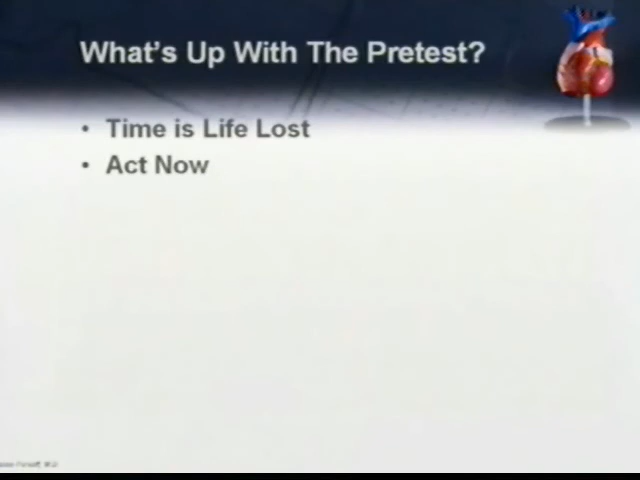 What's Up With The Pretest?
• Time is Life Lost
• Act Now